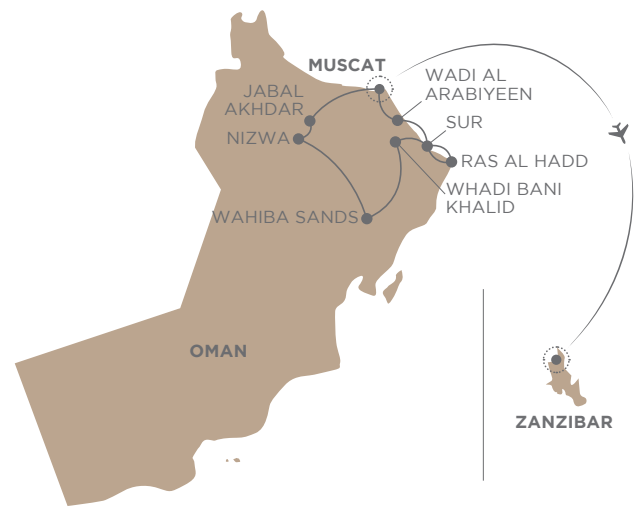 MUSCAT
WADI AL
ARABIYEEN
JABAL
AKHDAR
SUR
NIZWA
RAS AL HADD
WHADI BANI
KHALID
WAHIBA SANDS
OMAN
ZANZIBAR